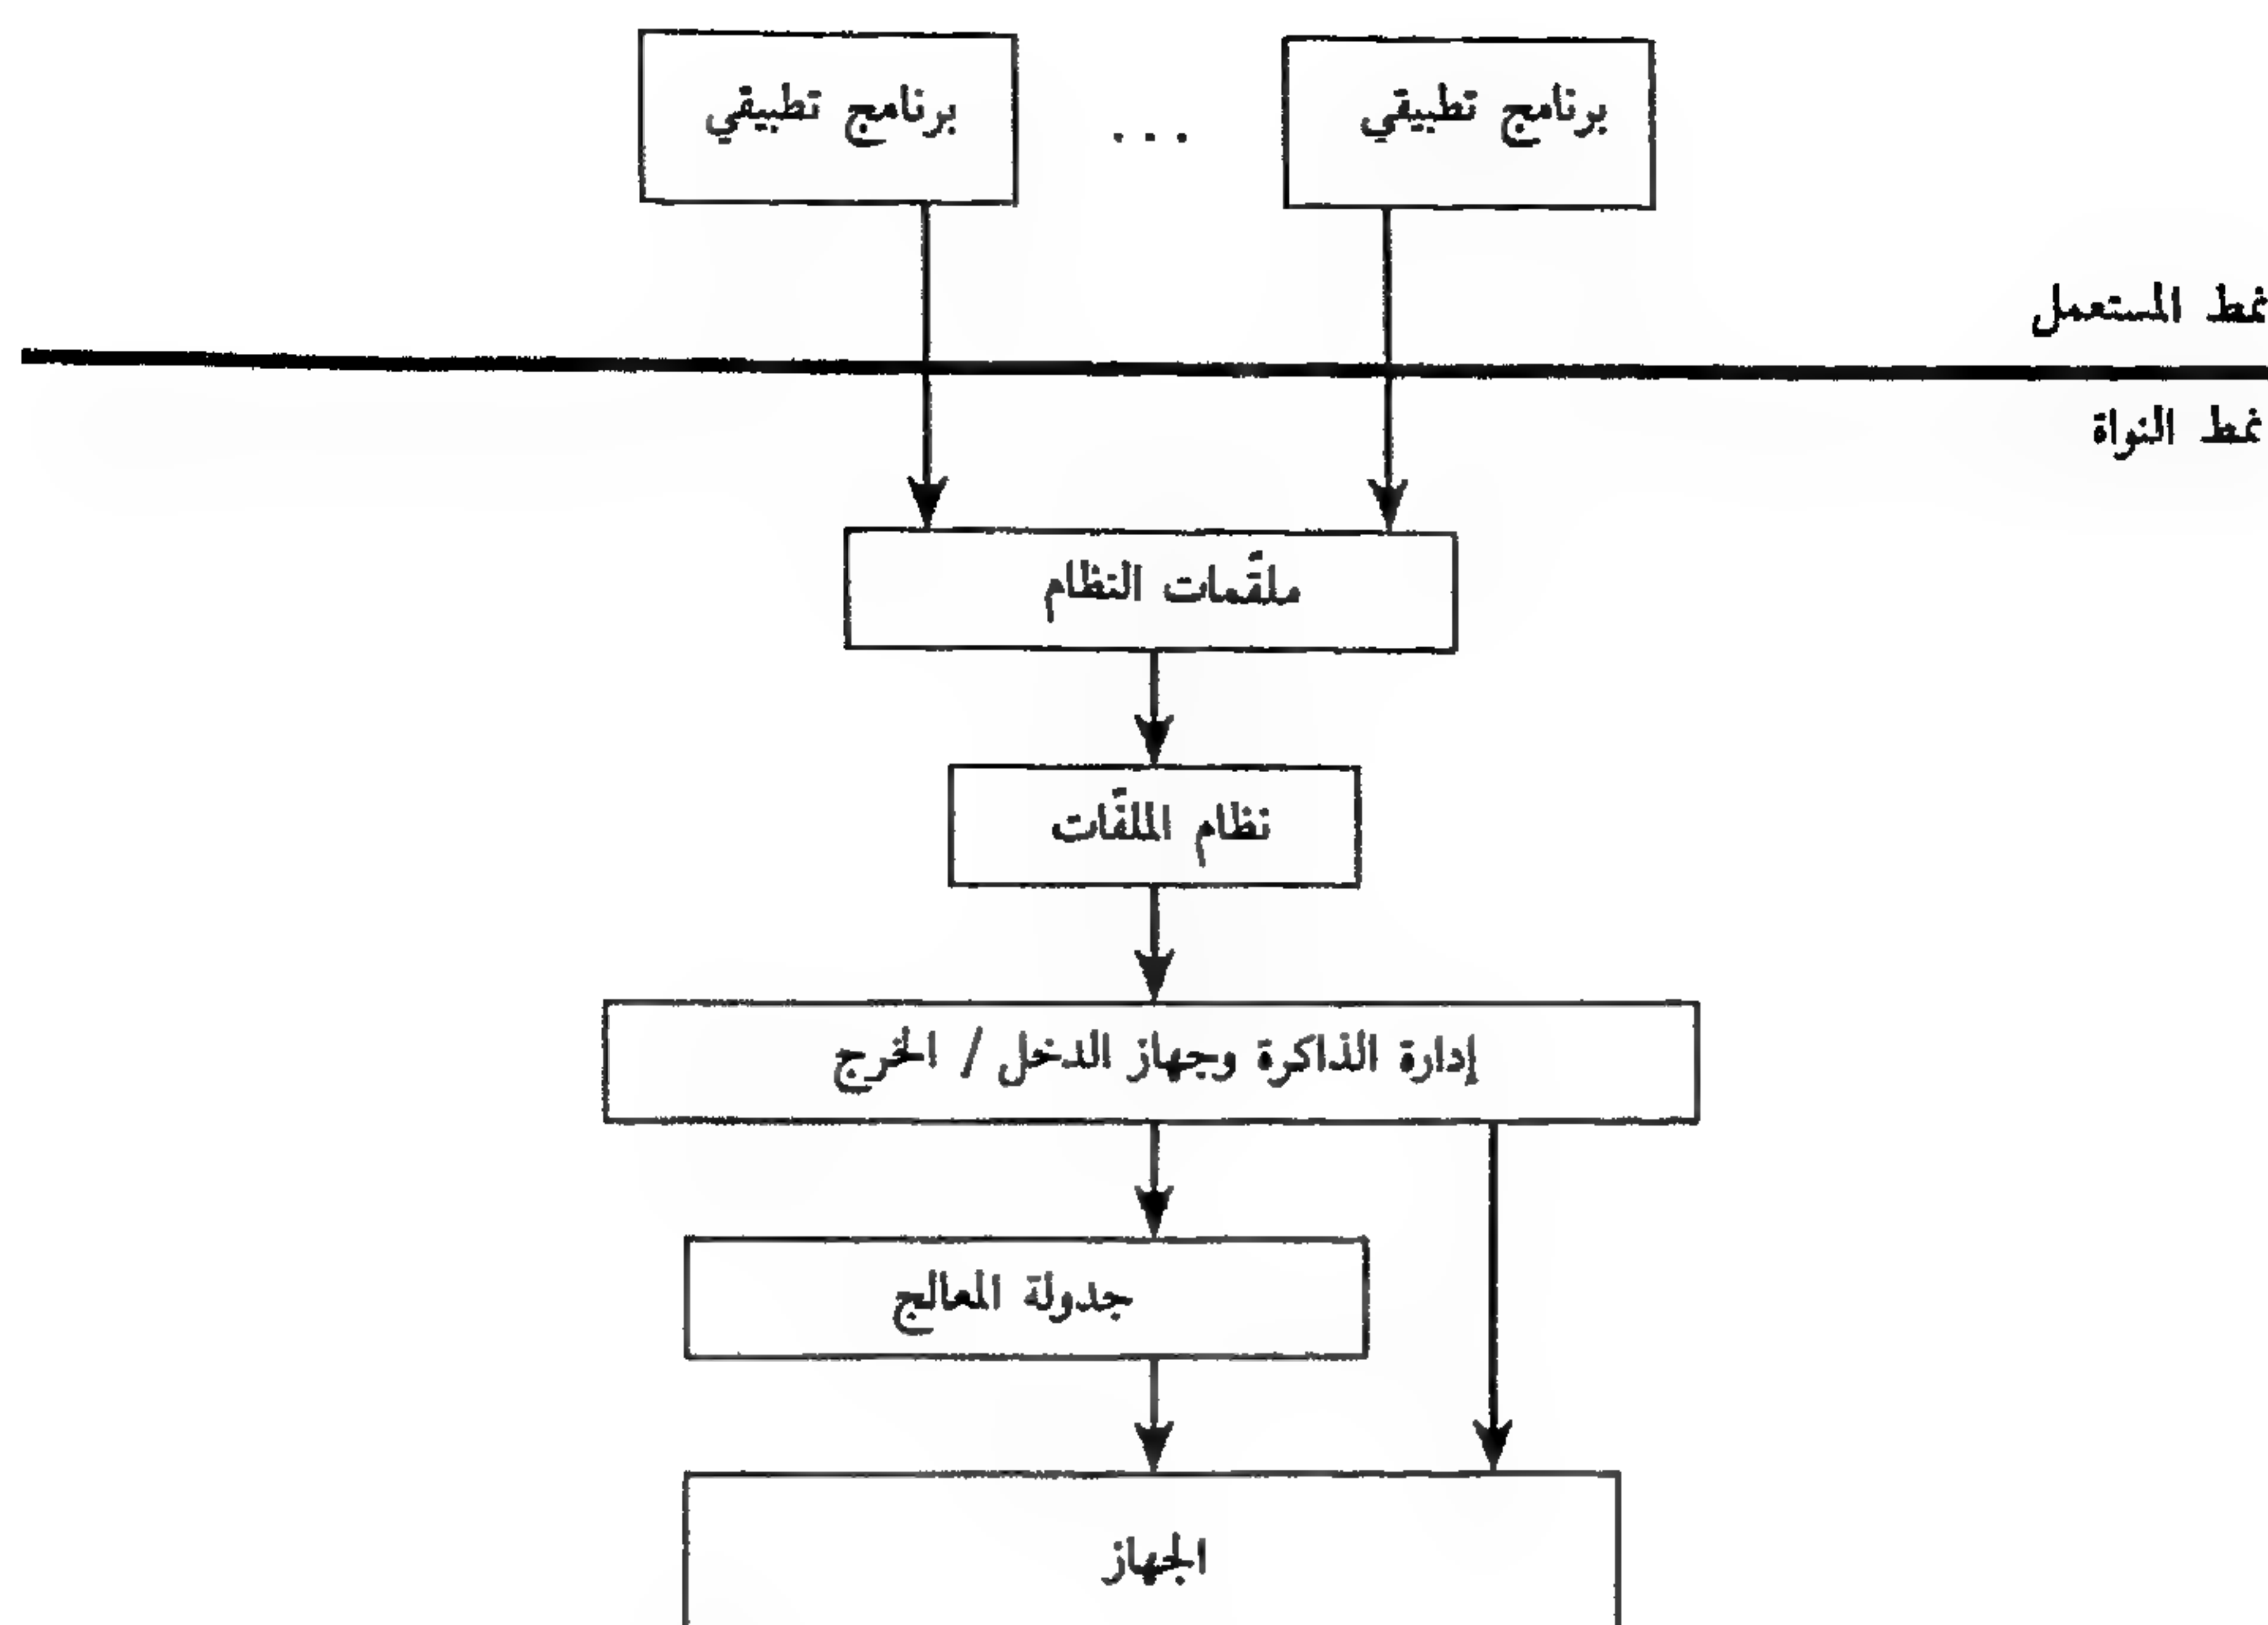 برنامج تطبيقي ... برنامج تطبيقي
نمط المستعمل
نمط النواة
ملقّمات النظام
نظام الملفّات
إدارة الذاكرة وجهاز الدخل / الخرج
جدولة المعالج
الجهاز